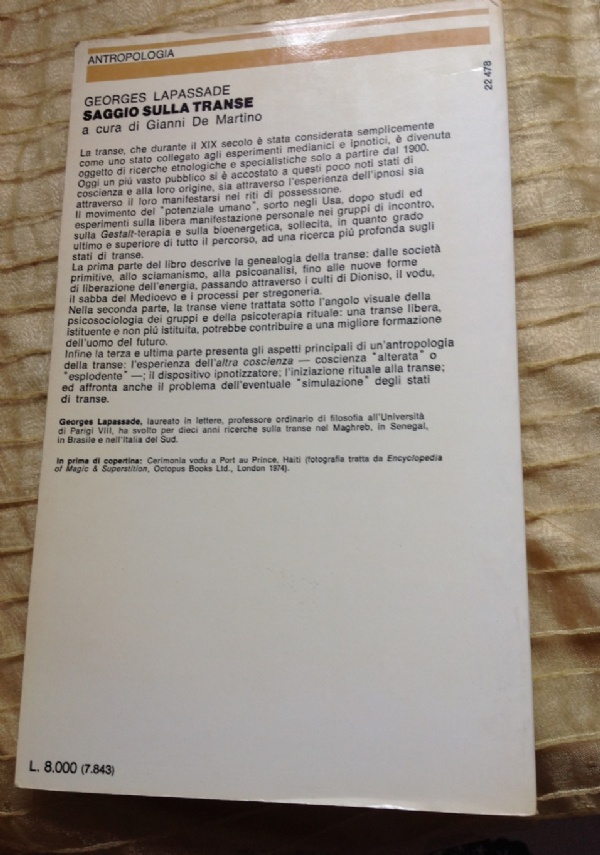 ANTROPOLOGIA
22 478
GEORGES LAPASSADE
SAGGIO SULLA TRANSE
a cura di Gianni De Martino
La transe, che durante il XIX secolo è stata considerata semplicemente
come uno stato collegato agli esperimenti medianici e ipnotici, è divenuta
oggetto di ricerche etnologiche e specialistiche solo a partire dal 1900.
Oggi un più vasto pubblico si è accostato a questi poco noti stati di
coscienza e alla loro origine, sia attraverso l'esperienza dell'ipnosi sia
attraverso il loro manifestarsi nei riti di possessione.
Il movimento del "potenziale umano", sorto negli Usa, dopo studi ed
esperimenti sulla libera manifestazione personale nei gruppi di incontro,
sulla Gestalt-terapia e sulla bioenergetica, sollecita, in quanto grado
ultimo e superiore di tutto il percorso, ad una ricerca più profonda sugli
stati di transe.
La prima parte del libro descrive la genealogia della transe: dalle società
primitive, allo sciamanismo, alla psicoanalisi, fino alle nuove forme
di liberazione dell'energia, passando attraverso i culti di Dioniso, il vodu,
il sabba del Medioevo e i processi per stregoneria.
Nella seconda parte, la transe viene trattata sotto l'angolo visuale della
psicosociologia dei gruppi e della psicoterapia rituale: una transe libera,
istituente e non più istituita, potrebbe contribuire a una migliore formazione
dell'uomo del futuro.
Infine la terza e ultima parte presenta gli aspetti principali di un'antropologia
della transe: l'esperienza dell'altra coscienza — coscienza "alterata" o
"esplodente" —; il dispositivo ipnotizzatore; l'iniziazione rituale alla transe;
ed affronta anche il problema dell'eventuale "simulazione" degli stati
di transe.
Georges Lapassade, laureato in lettere, professore ordinario di filosofia all'Università
di Parigi VIII, ha svolto per dieci anni ricerche sulla transe nel Maghreb, in Senegal,
in Brasile e nell'Italia del Sud.
In prima di copertina: Cerimonia vodu a Port au Prince, Haiti (fotografia tratta da Encyclopedia
of Magic & Superstition, Octopus Books Ltd., London 1974).
L. 8.000 (7.843)